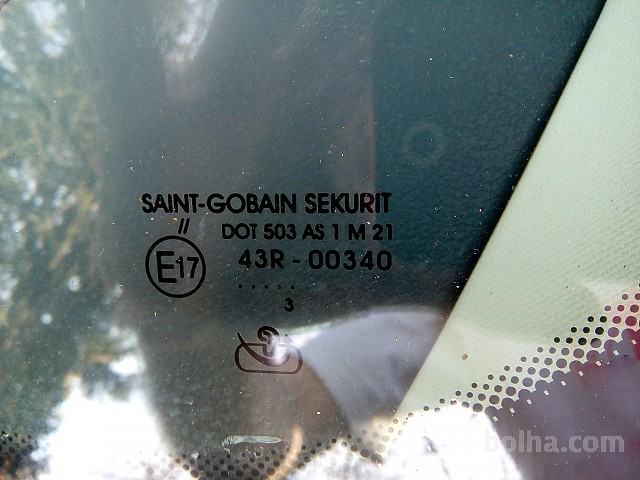 SAINT-GOBAIN SEKURIT
// DOT 503 AS 1 M 21
E17 43R - 00340
.....
3
bolha.com